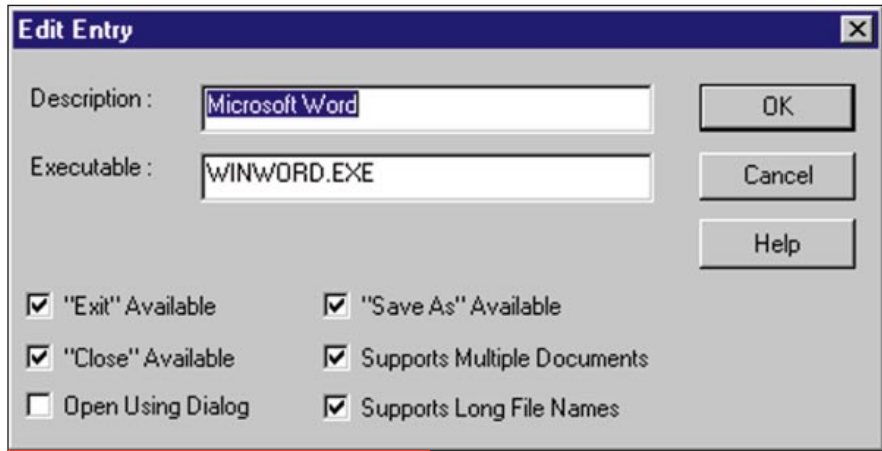 Edit Entry
Description :
Microsoft Word
OK
Executable :
WINWORD.EXE
Cancel
Help
"Exit" Available
"Save As" Available
"Close" Available
Supports Multiple Documents
Open Using Dialog
Supports Long File Names